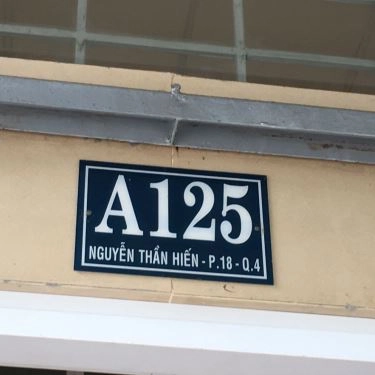 A125
NGUYỄN THẦN HIẾN - P.18 - Q.4